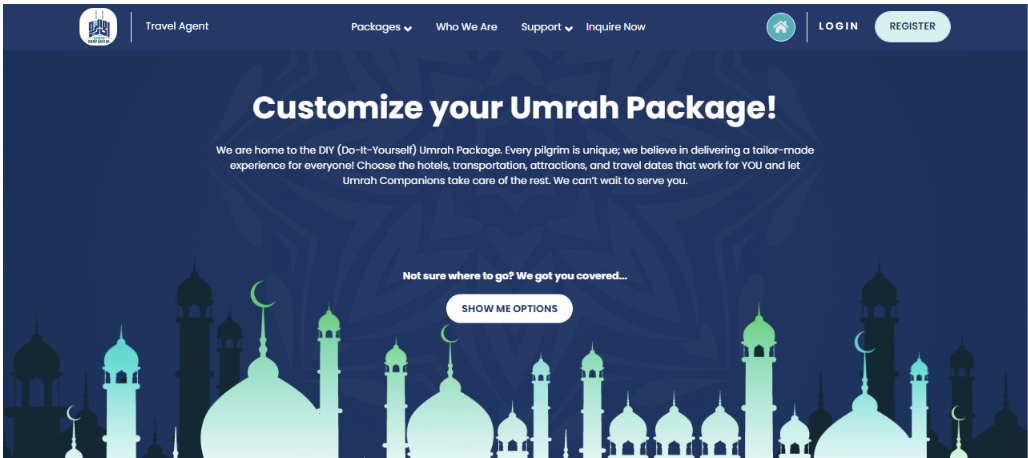 Travel Agent
Packages
Who We Are
Support
Inquire Now
LOGIN
REGISTER
Customize your Umrah Package!
We are home to the DIY (Do-It-Yourself) Umrah Package. Every pilgrim is unique; we believe in delivering a tailor-made
experience for everyone! Choose the hotels, transportation, attractions, and travel dates that work for YOU and let
Umrah Companions take care of the rest. We can't wait to serve you.
Not sure where to go? We got you covered...
SHOW ME OPTIONS